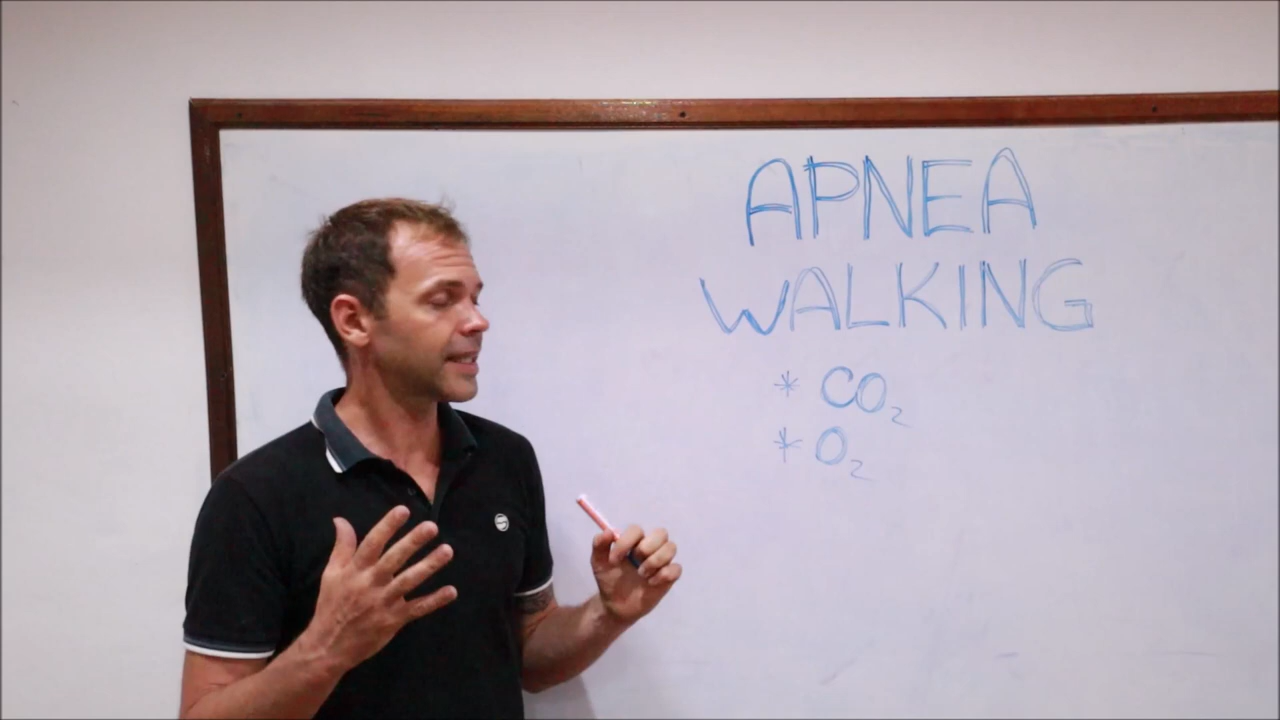 APNEA
WALKING
* CO₂
* O₂